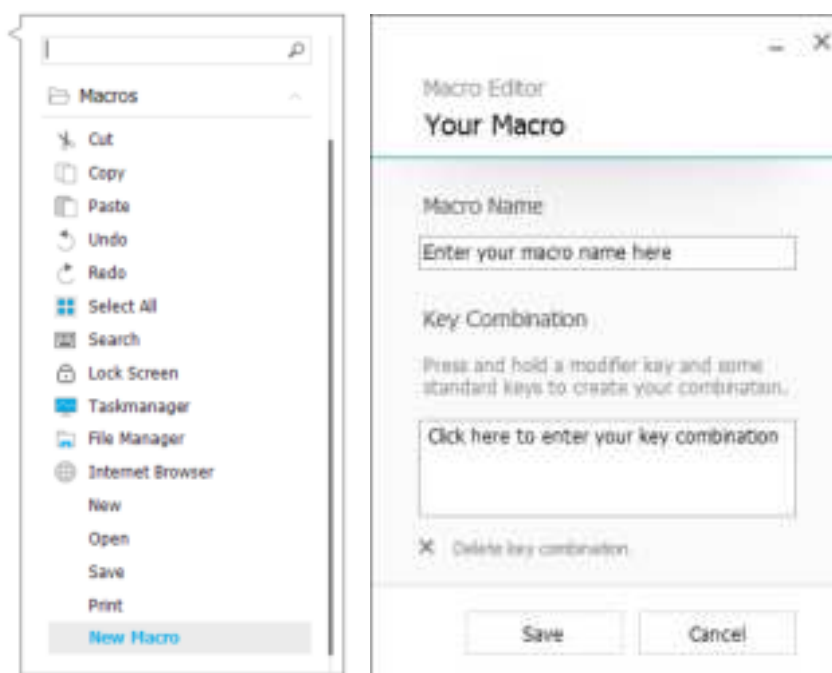 Macros
Cut
Copy
Paste
Undo
Redo
Select All
Search
Lock Screen
Taskmanager
File Manager
Internet Browser
New
Open
Save
Print
New Macro
Macro Editor
Your Macro
Macro Name
Enter your macro name here
Key Combination
Press and hold a modifier key and some
standard keys to create your combination.
Click here to enter your key combination
Delete key combination
Save
Cancel